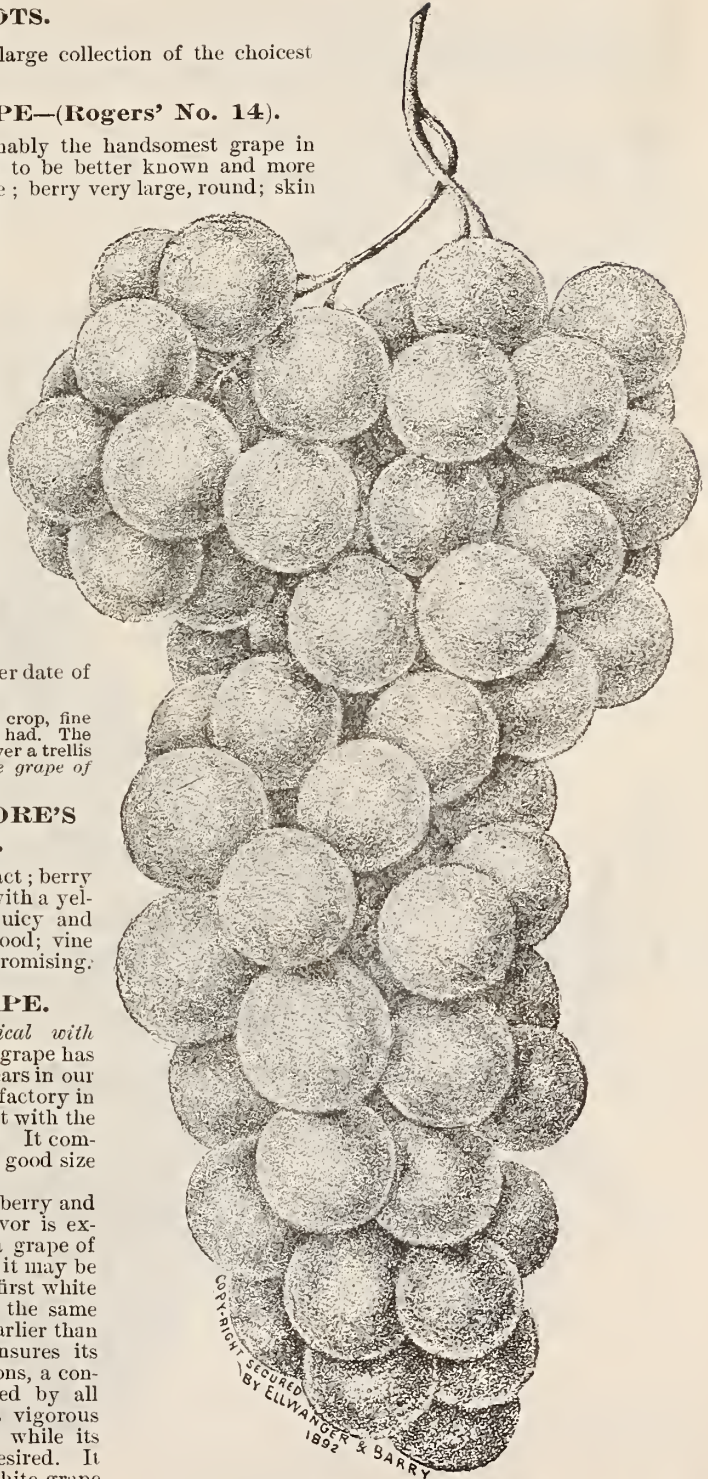 OTS.
large collection of the choicest
PE—(Rogers' No. 14).
nably the handsomest grape in
to be better known and more
e ; berry very large, round; skin
er date of
crop, fine
had. The
ver a trellis
e grape of
ORE'S
act ; berry
with a yel-
uicy and
ood; vine
romising.
PE.
ical with
grape has
ars in our
factory in
t with the
It com-
good size
berry and
vor is ex-
grape of
it may be
first white
the same
arlier than
nsures its
ons, a con-
ed by all
vigorous
while its
esired. It
hite grape
COPYRIGHT SECURED
BY ELLWANGER & BARRY
1892